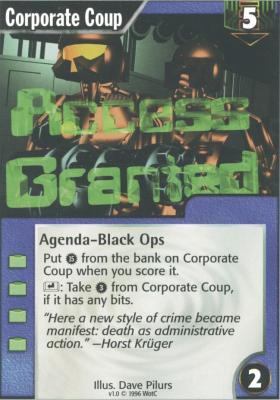 Corporate Coup
5
Access
Granted
Agenda–Black Ops
Put 15 from the bank on Corporate
Coup when you score it.
: Take 3 from Corporate Coup,
if it has any bits.
“Here a new style of crime became
manifest: death as administrative
action.” —Horst Krüger
2
Illus. Dave Pilurs
v1.0 © 1996 WotC